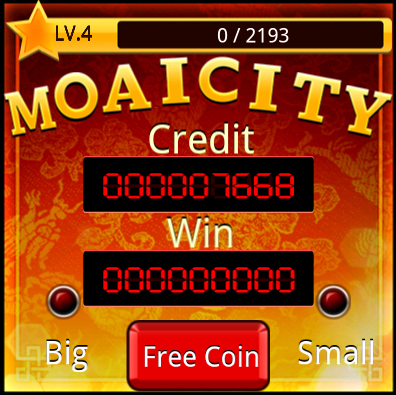 LV.4 0 / 2193
MOAICITY
Credit
000007668
Win
000000000
Big Free Coin Small